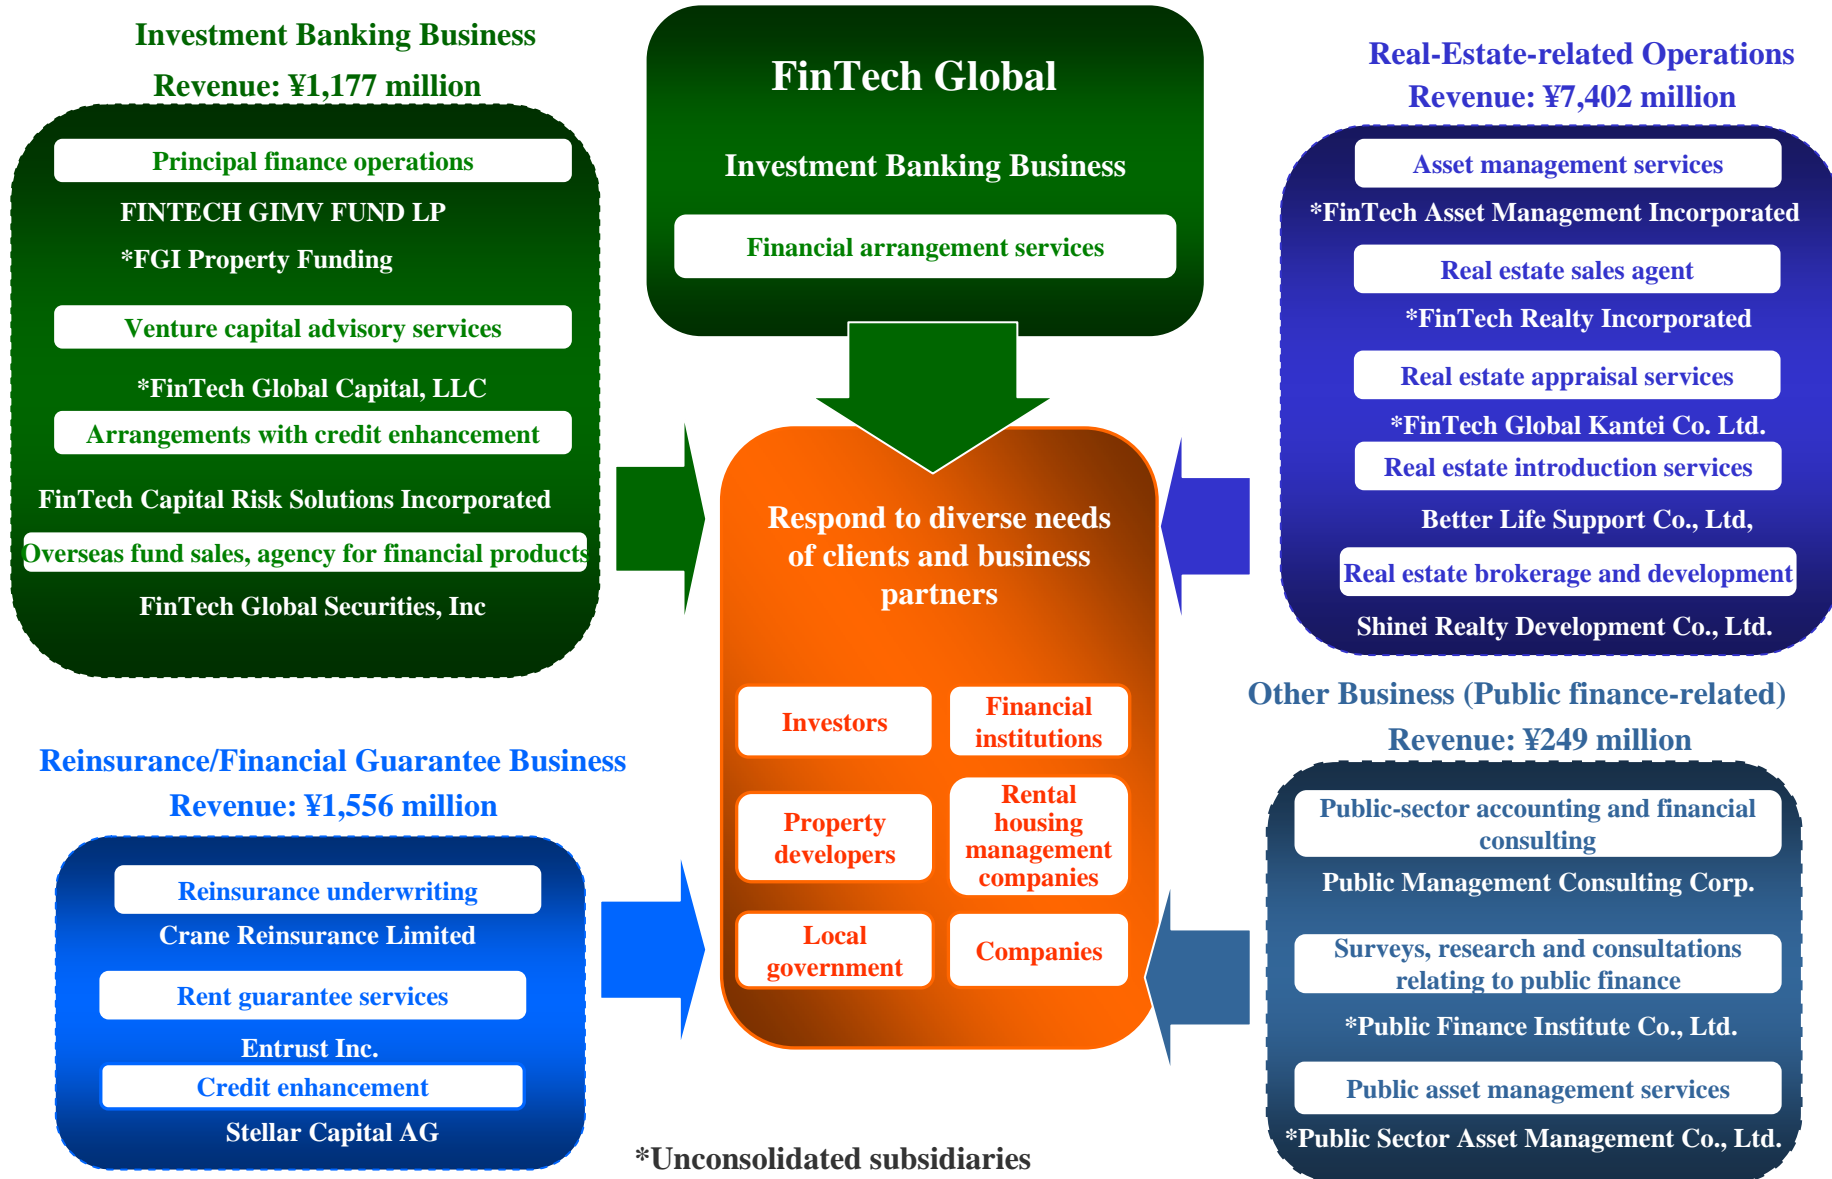 Investment Banking Business
Revenue: ¥1,177 million
Principal finance operations
FINTECH GIMV FUND LP
*FGI Property Funding
Venture capital advisory services
*FinTech Global Capital, LLC
Arrangements with credit enhancement
FinTech Capital Risk Solutions Incorporated
Overseas fund sales, agency for financial products
FinTech Global Securities, Inc
FinTech Global
Investment Banking Business
Financial arrangement services
Real-Estate-related Operations
Revenue: ¥7,402 million
Asset management services
*FinTech Asset Management Incorporated
Real estate sales agent
*FinTech Realty Incorporated
Real estate appraisal services
*FinTech Global Kantei Co. Ltd.
Real estate introduction services
Better Life Support Co., Ltd,
Real estate brokerage and development
Shinei Realty Development Co., Ltd.
Respond to diverse needs
of clients and business
partners
Investors
Financial
institutions
Property
developers
Rental
housing
management
companies
Local
government
Companies
Reinsurance/Financial Guarantee Business
Revenue: ¥1,556 million
Reinsurance underwriting
Crane Reinsurance Limited
Rent guarantee services
Entrust Inc.
Credit enhancement
Stellar Capital AG
Other Business (Public finance-related)
Revenue: ¥249 million
Public-sector accounting and financial
consulting
Public Management Consulting Corp.
Surveys, research and consultations
relating to public finance
*Public Finance Institute Co., Ltd.
Public asset management services
*Public Sector Asset Management Co., Ltd.
*Unconsolidated subsidiaries